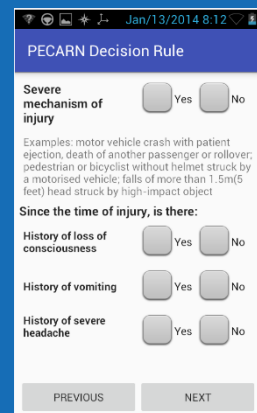 Jan/13/2014 8:12
PECARN Decision Rule
Severe
mechanism of
injury
Yes
No
Examples: motor vehicle crash with patient
ejection, death of another passenger or rollover;
pedestrian or bicyclist without helmet struck by
a motorised vehicle; falls of more than 1.5m(5
feet) head struck by high-impact object
Since the time of injury, is there:
History of loss of
consciousness
Yes
No
History of vomiting
Yes
No
History of severe
headache
Yes
No
PREVIOUS
NEXT